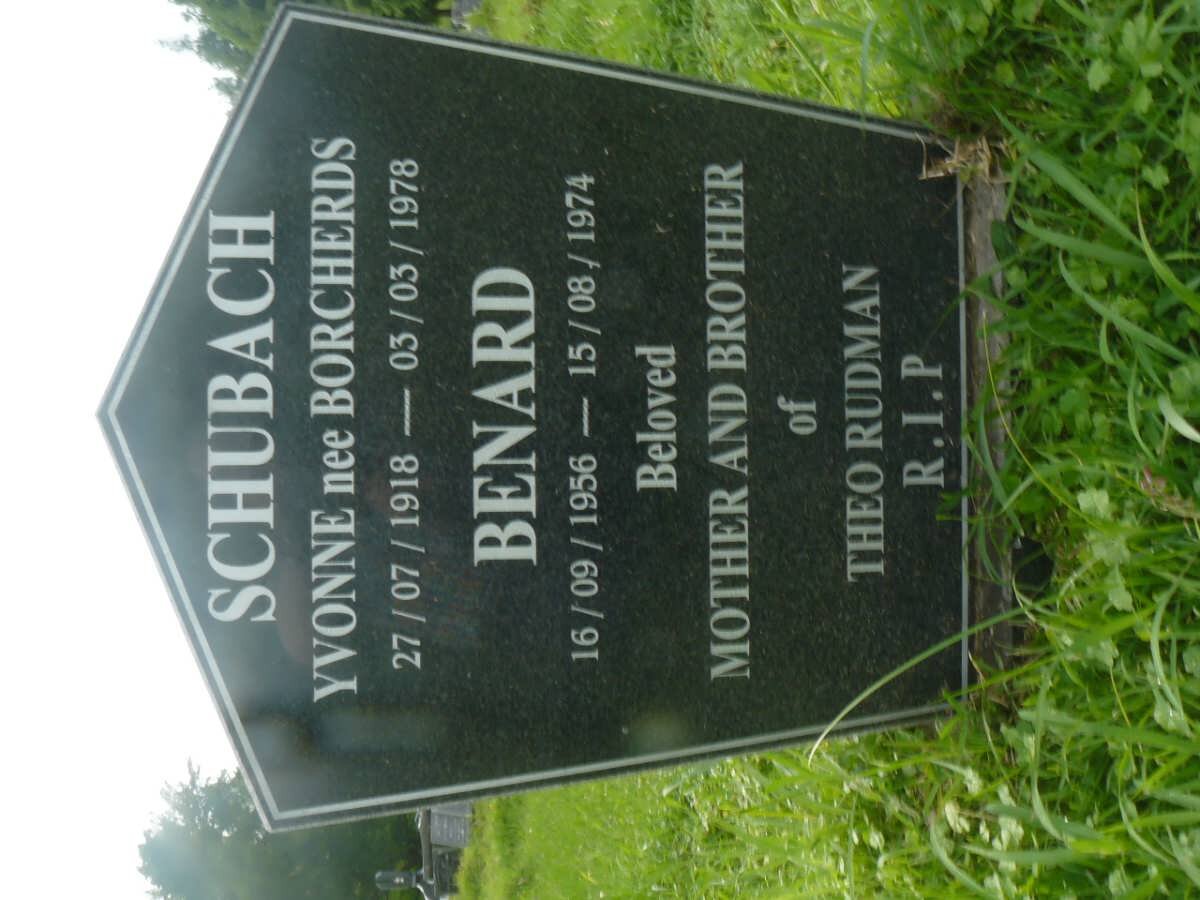 SCHUBACH
YVONNE nee BORCHERDS
27 / 07 / 1918 — 03 / 03 / 1978
BENARD
16 / 09 / 1956 — 15 / 08 / 1974
Beloved
MOTHER AND BROTHER
of
THEO RUDMAN
R . I . P